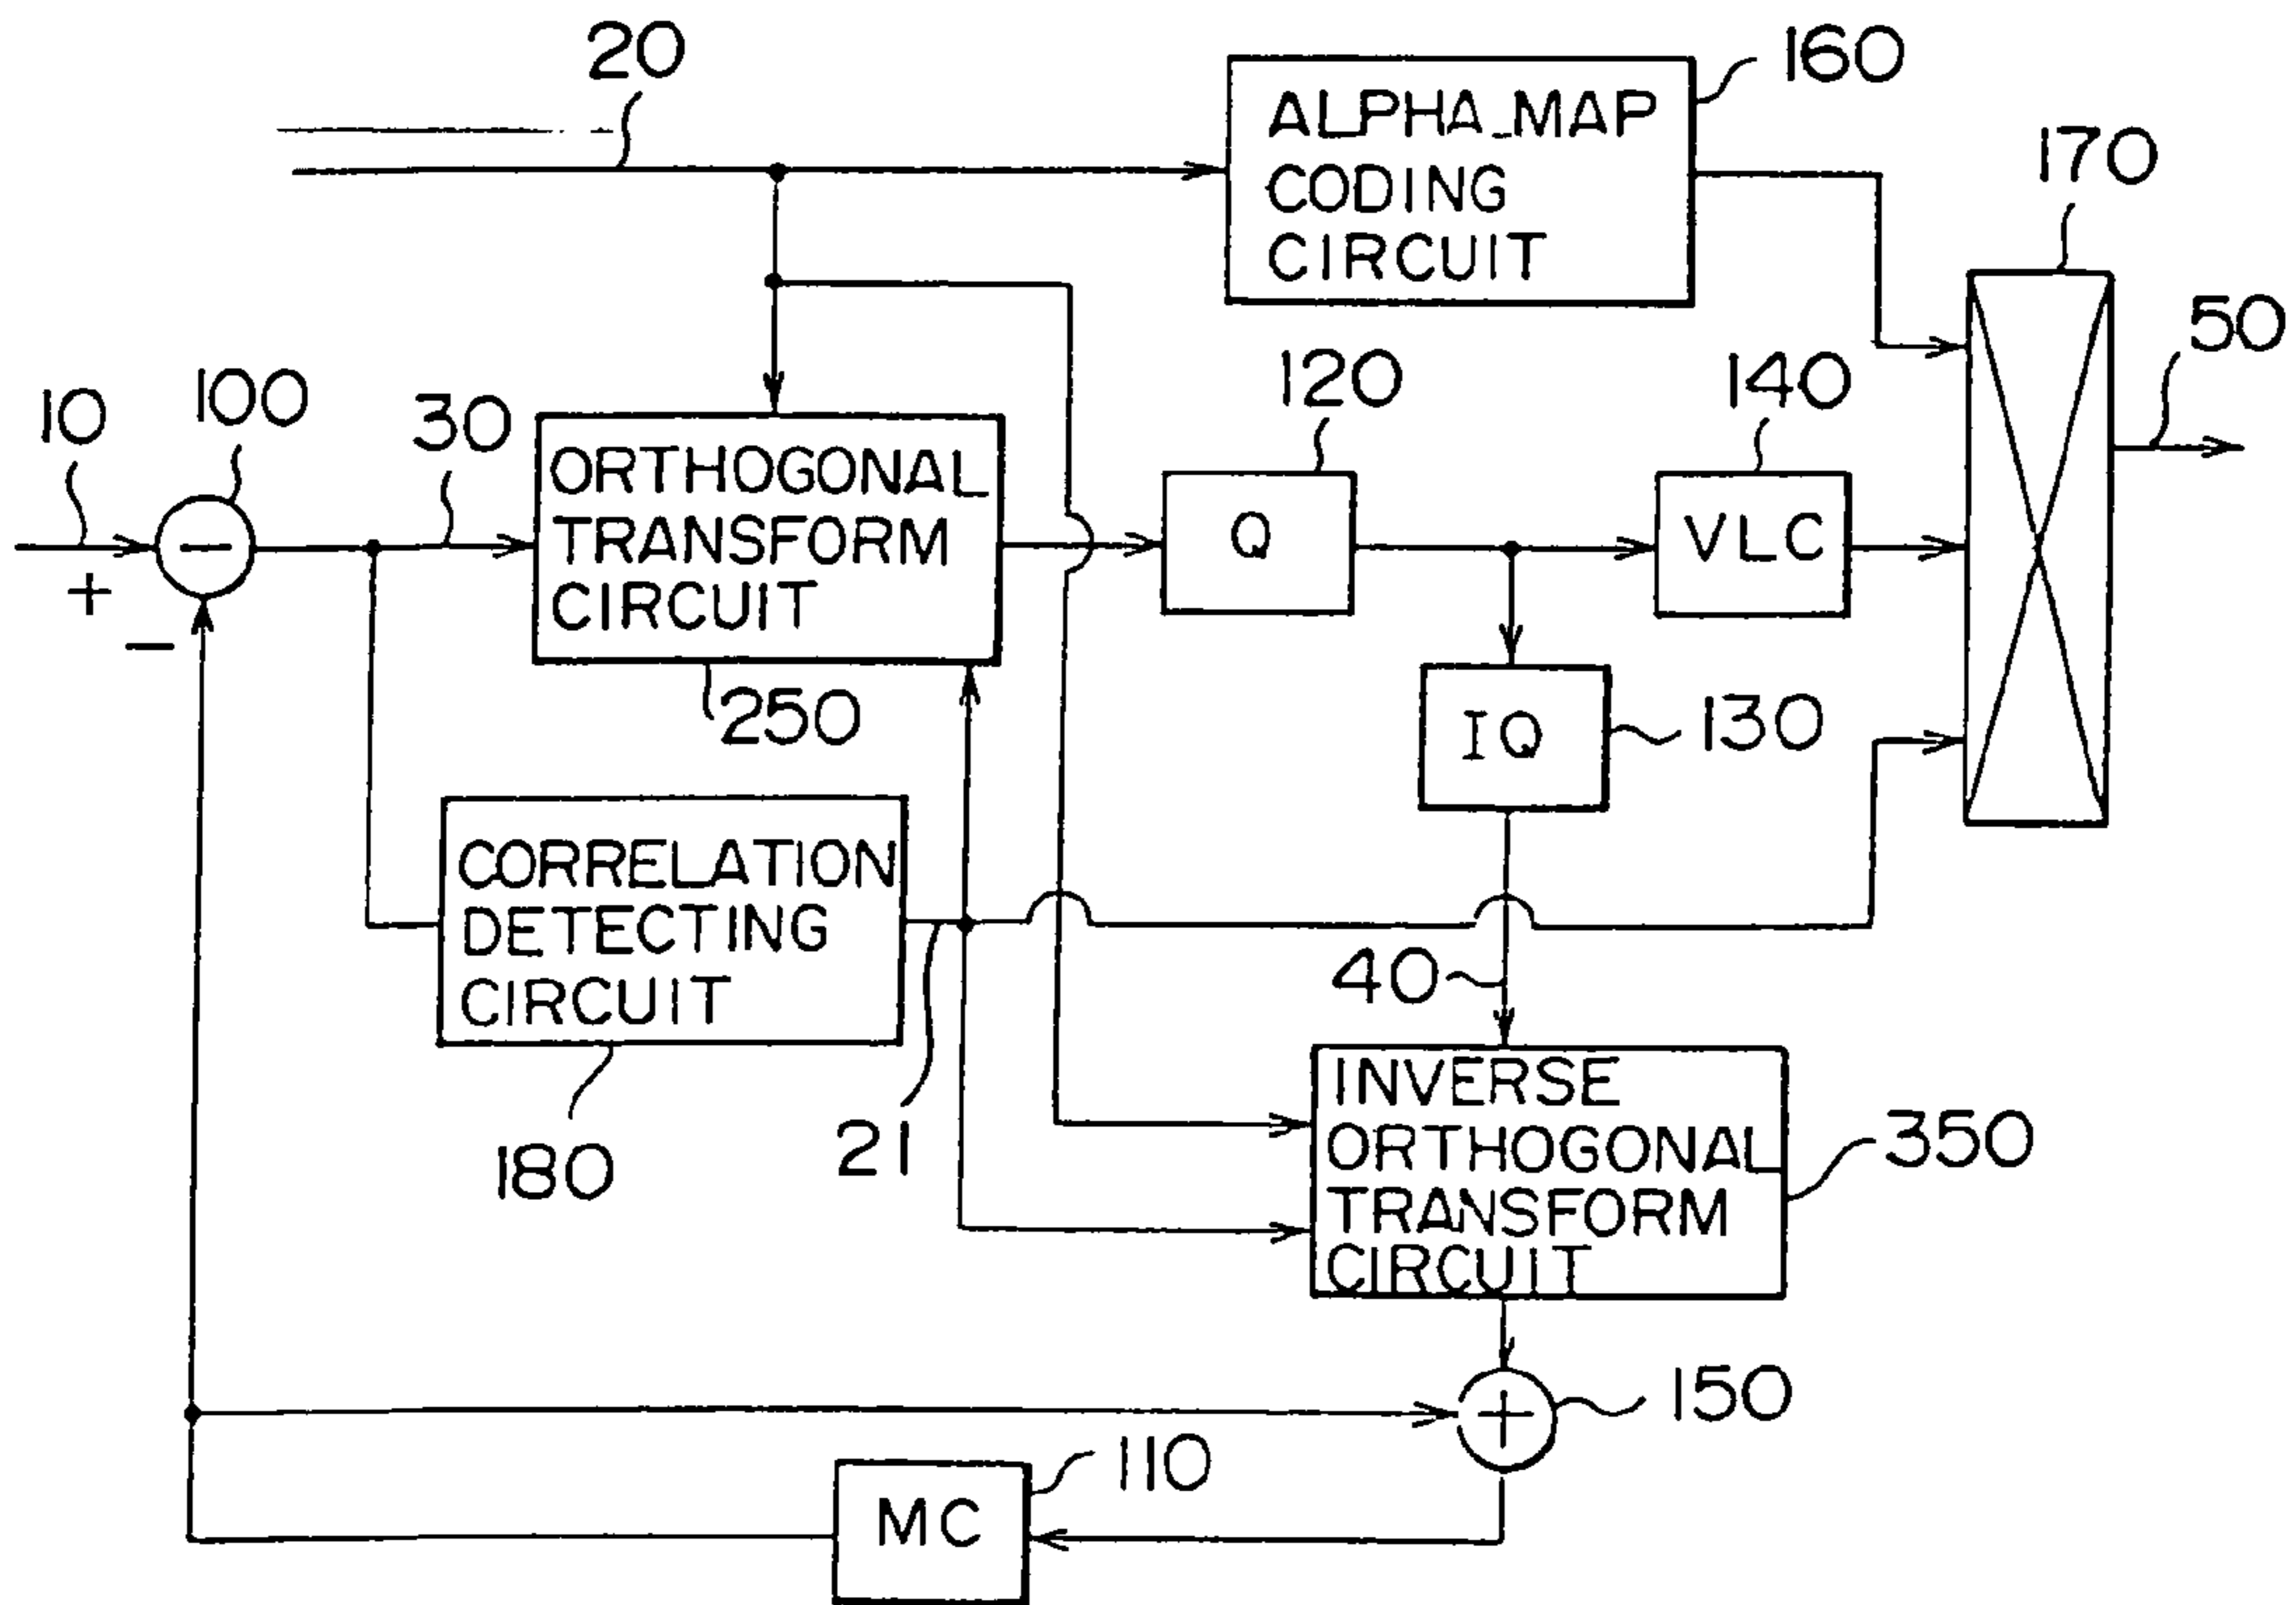 20
160
ALPHA_MAP
CODING
CIRCUIT
170
50
10
100
30
120
140
ORTHOGONAL
TRANSFORM
CIRCUIT
Q
VLC
+
−
250
IQ
130
CORRELATION
DETECTING
CIRCUIT
40
180
21
INVERSE
ORTHOGONAL
TRANSFORM
CIRCUIT
350
150
110
MC